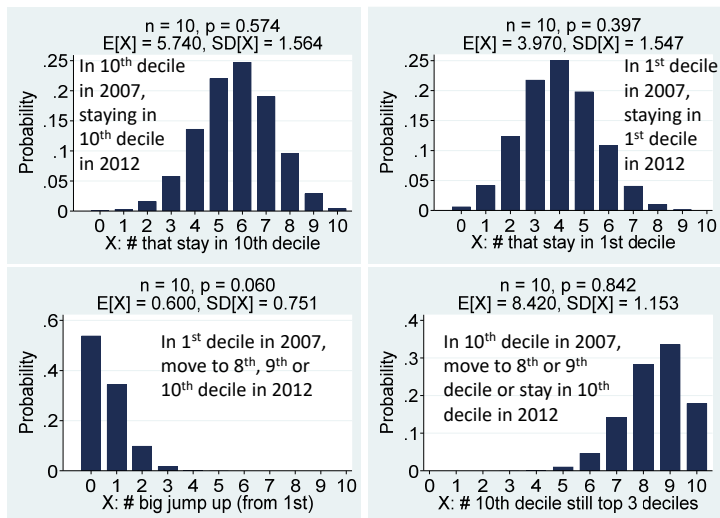 n = 10, p = 0.574
E[X] = 5.740, SD[X] = 1.564
.25
.2
.15
.1
.05
0
Probability
In 10th decile
in 2007,
staying in
10th decile
in 2012
0 1 2 3 4 5 6 7 8 9 10
X: # that stay in 10th decile
n = 10, p = 0.397
E[X] = 3.970, SD[X] = 1.547
.25
.2
.15
.1
.05
0
Probability
In 1st decile
in 2007,
staying in
1st decile
in 2012
0 1 2 3 4 5 6 7 8 9 10
X: # that stay in 1st decile
n = 10, p = 0.060
E[X] = 0.600, SD[X] = 0.751
.6
.4
.2
0
Probability
In 1st decile in 2007,
move to 8th, 9th or
10th decile in 2012
0 1 2 3 4 5 6 7 8 9 10
X: # big jump up (from 1st)
n = 10, p = 0.842
E[X] = 8.420, SD[X] = 1.153
.4
.3
.2
.1
0
Probability
In 10th decile in 2007,
move to 8th or 9th
decile or stay in 10th
decile in 2012
0 1 2 3 4 5 6 7 8 9 10
X: # 10th decile still top 3 deciles